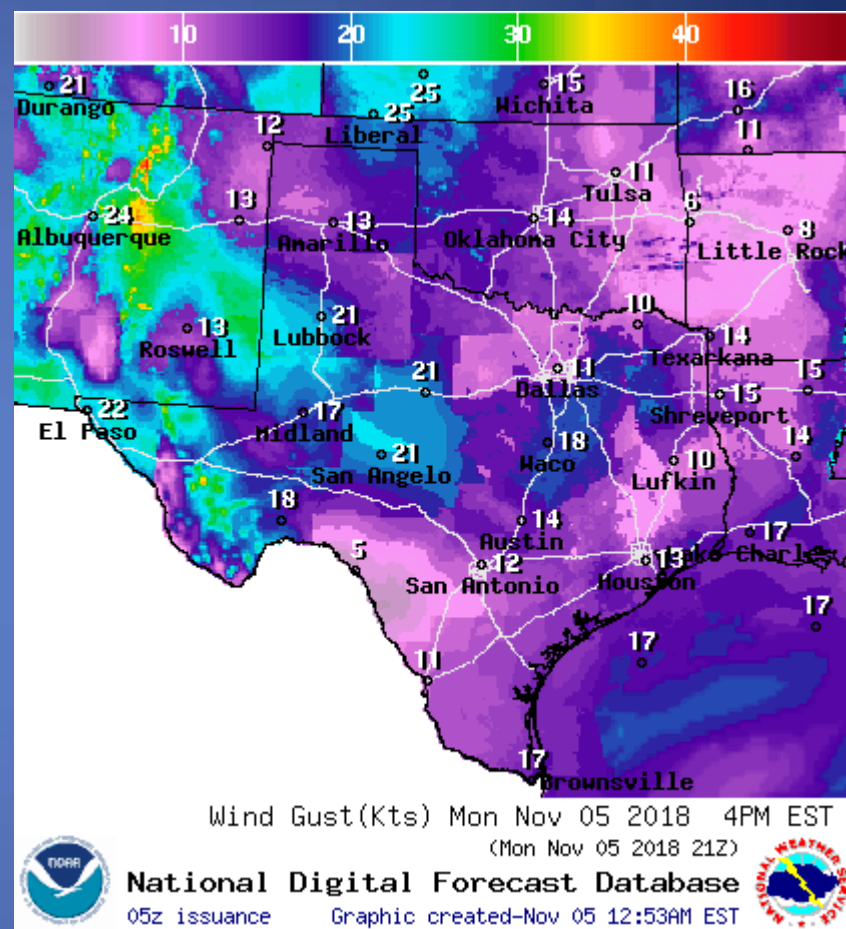 10 20 30 40
21 Durango
25
25 Liberal
15 Wichita
16
12
11
11 Tulsa
24 Albuquerque
13
13 Amarillo
14 Oklahoma City
6
8 Little Rock
13 Roswell
21 Lubbock
10
14 Texarkana
11 Dallas
22 El Paso
17 Midland
21
15 Shreveport
15
21 San Angelo
18 Waco
10 Lufkin
14
18
14 Austin
17
5
12 San Antonio
13 Houston
Lake Charles
17
17
11
17 Brownsville
Wind Gust(Kts) Mon Nov 05 2018 4PM EST
(Mon Nov 05 2018 21Z)
NOAA
National Digital Forecast Database
05z issuance Graphic created-Nov 05 12:53AM EST
NATIONAL WEATHER SERVICE